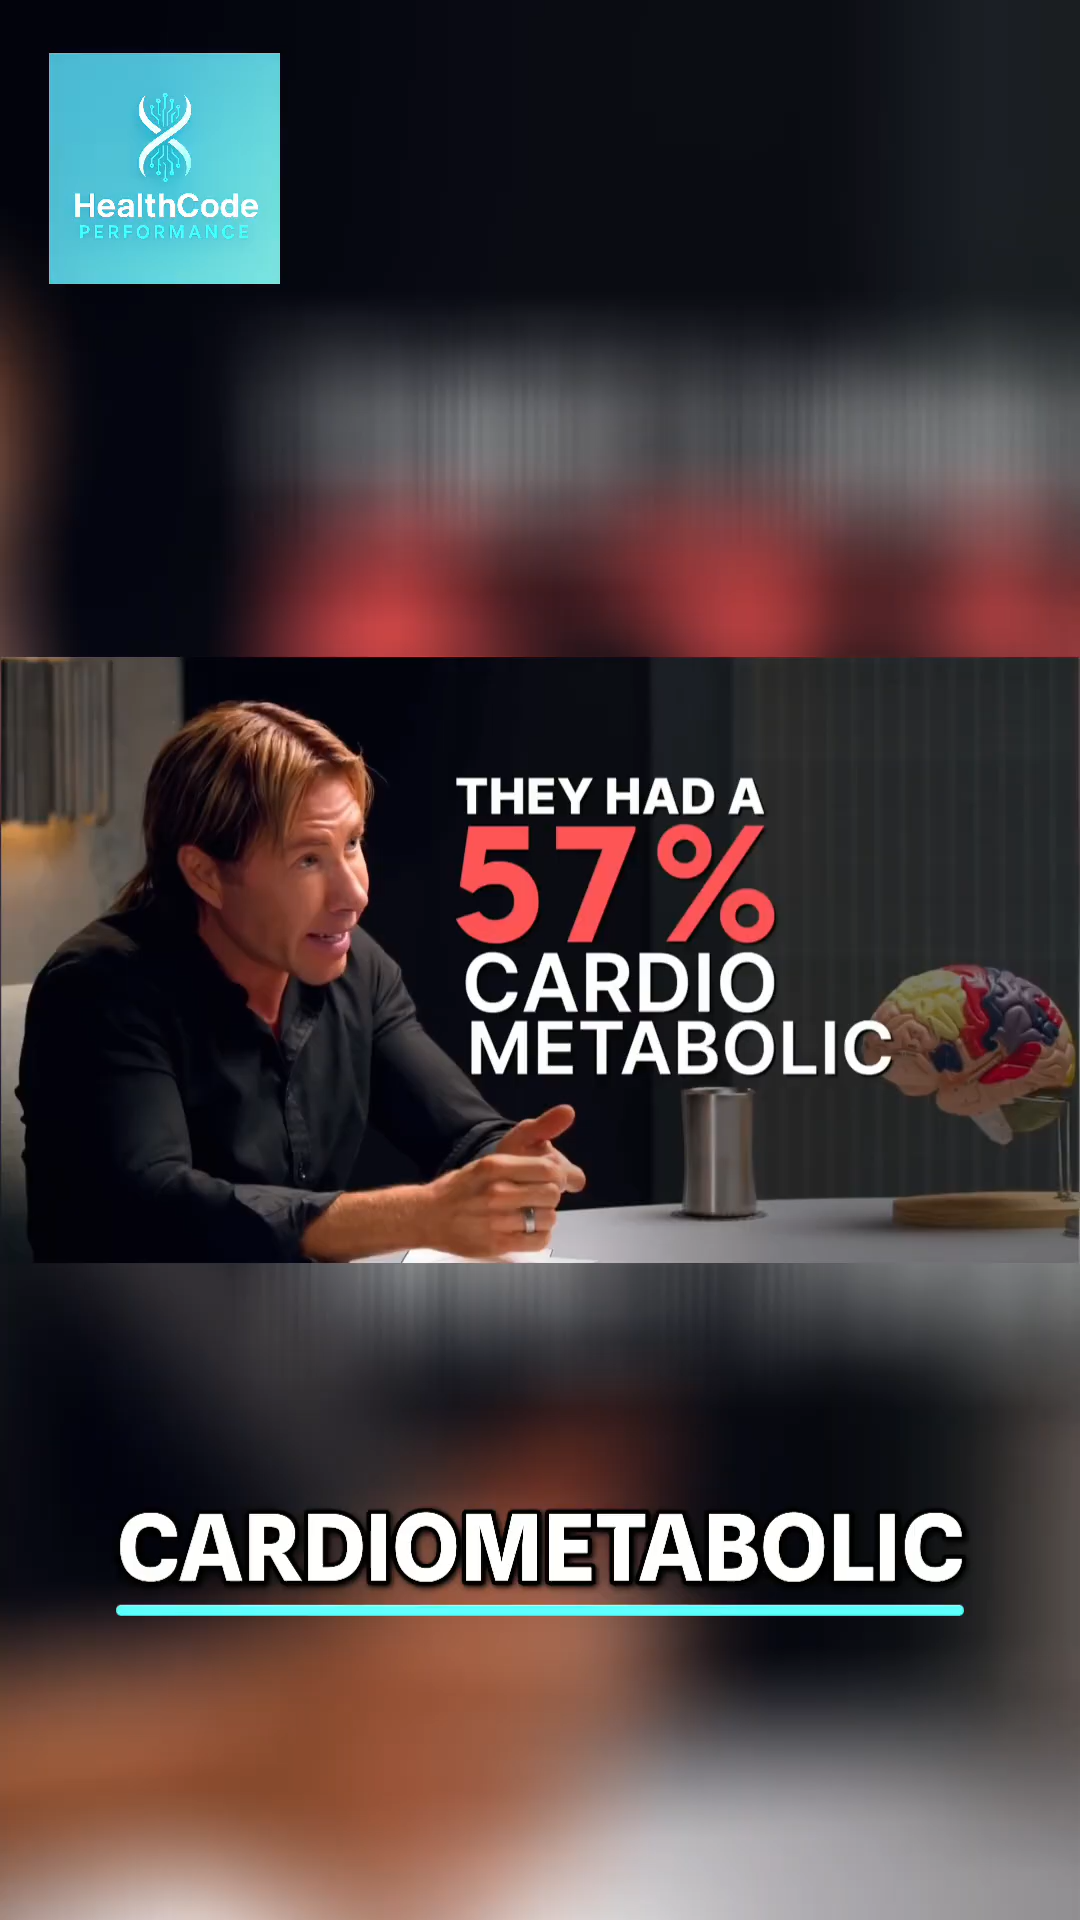 HealthCode
PERFORMANCE
THEY HAD A
57%
CARDIO
METABOLIC
CARDIOMETABOLIC